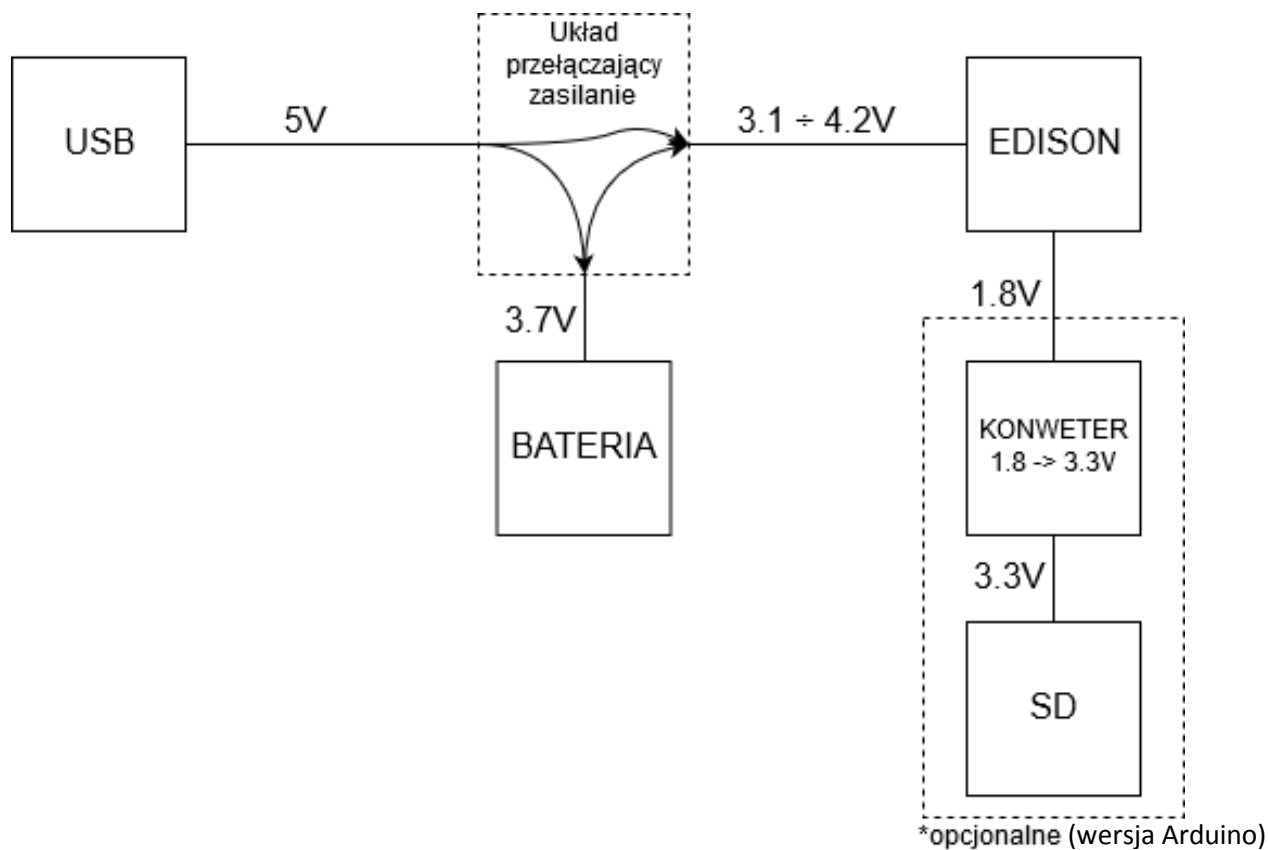 Układ
przełączający
zasilanie
USB
5V
3.1 ÷ 4.2V
EDISON
3.7V
BATERIA
1.8V
KONWETER
1.8 -> 3.3V
3.3V
SD
*opcjonalne (wersja Arduino)